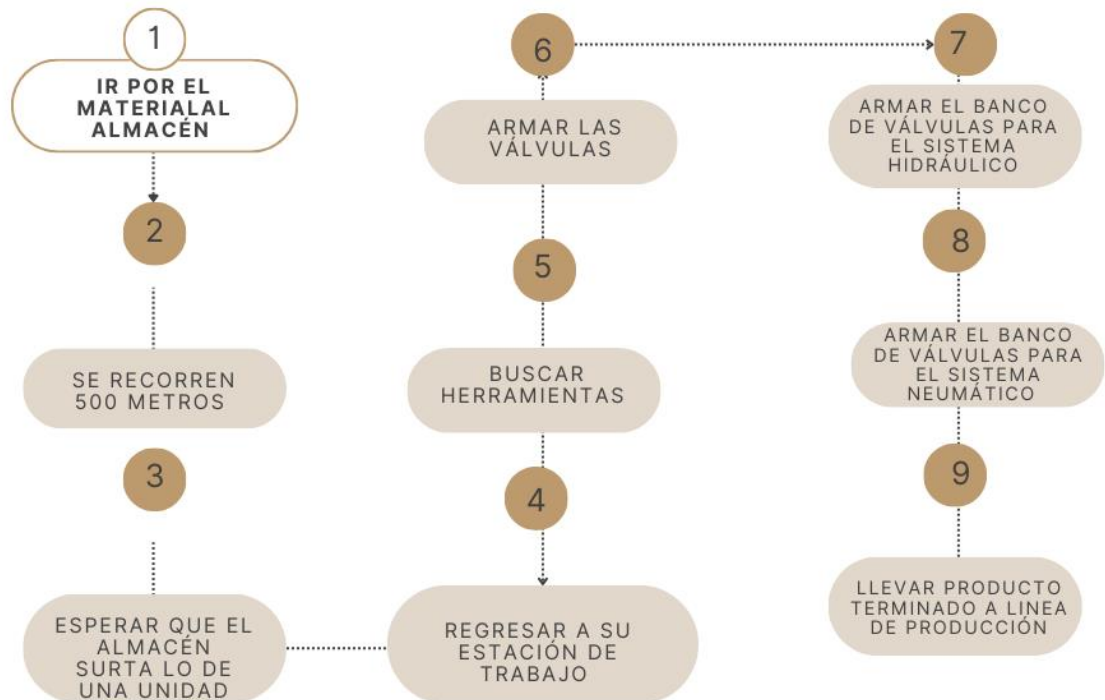 1
IR POR EL
MATERIALAL
ALMACÉN
2
SE RECORREN
500 METROS
3
ESPERAR QUE EL
ALMACÉN
SURTA LO DE
UNA UNIDAD
4
REGRESAR A SU
ESTACIÓN DE
TRABAJO
5
BUSCAR
HERRAMIENTAS
6
ARMAR LAS
VÁLVULAS
7
ARMAR EL BANCO
DE VÁLVULAS PARA
EL SISTEMA
HIDRÁULICO
8
ARMAR EL BANCO
DE VÁLVULAS PARA
EL SISTEMA
NEUMÁTICO
9
LLEVAR PRODUCTO
TERMINADO A LINEA
DE PRODUCCIÓN